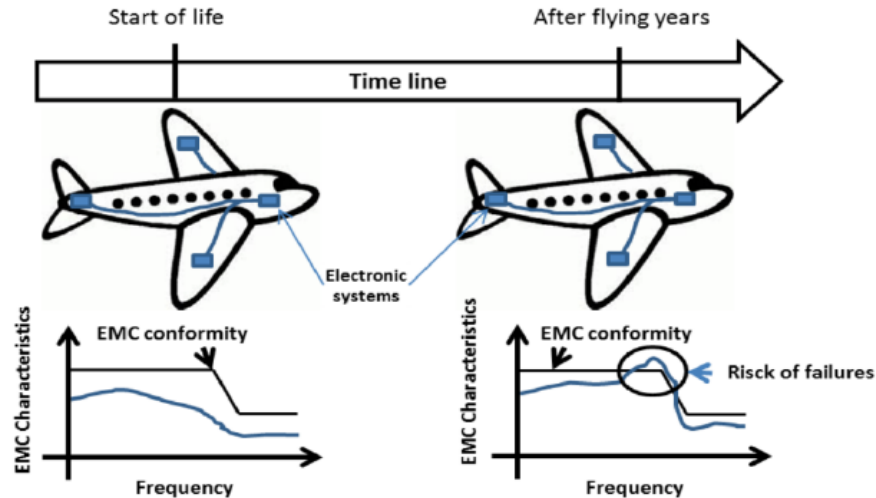 Start of life
After flying years
Time line
Electronic
systems
EMC Characteristics
EMC conformity
Frequency
EMC Characteristics
EMC conformity
Risck of failures
Frequency